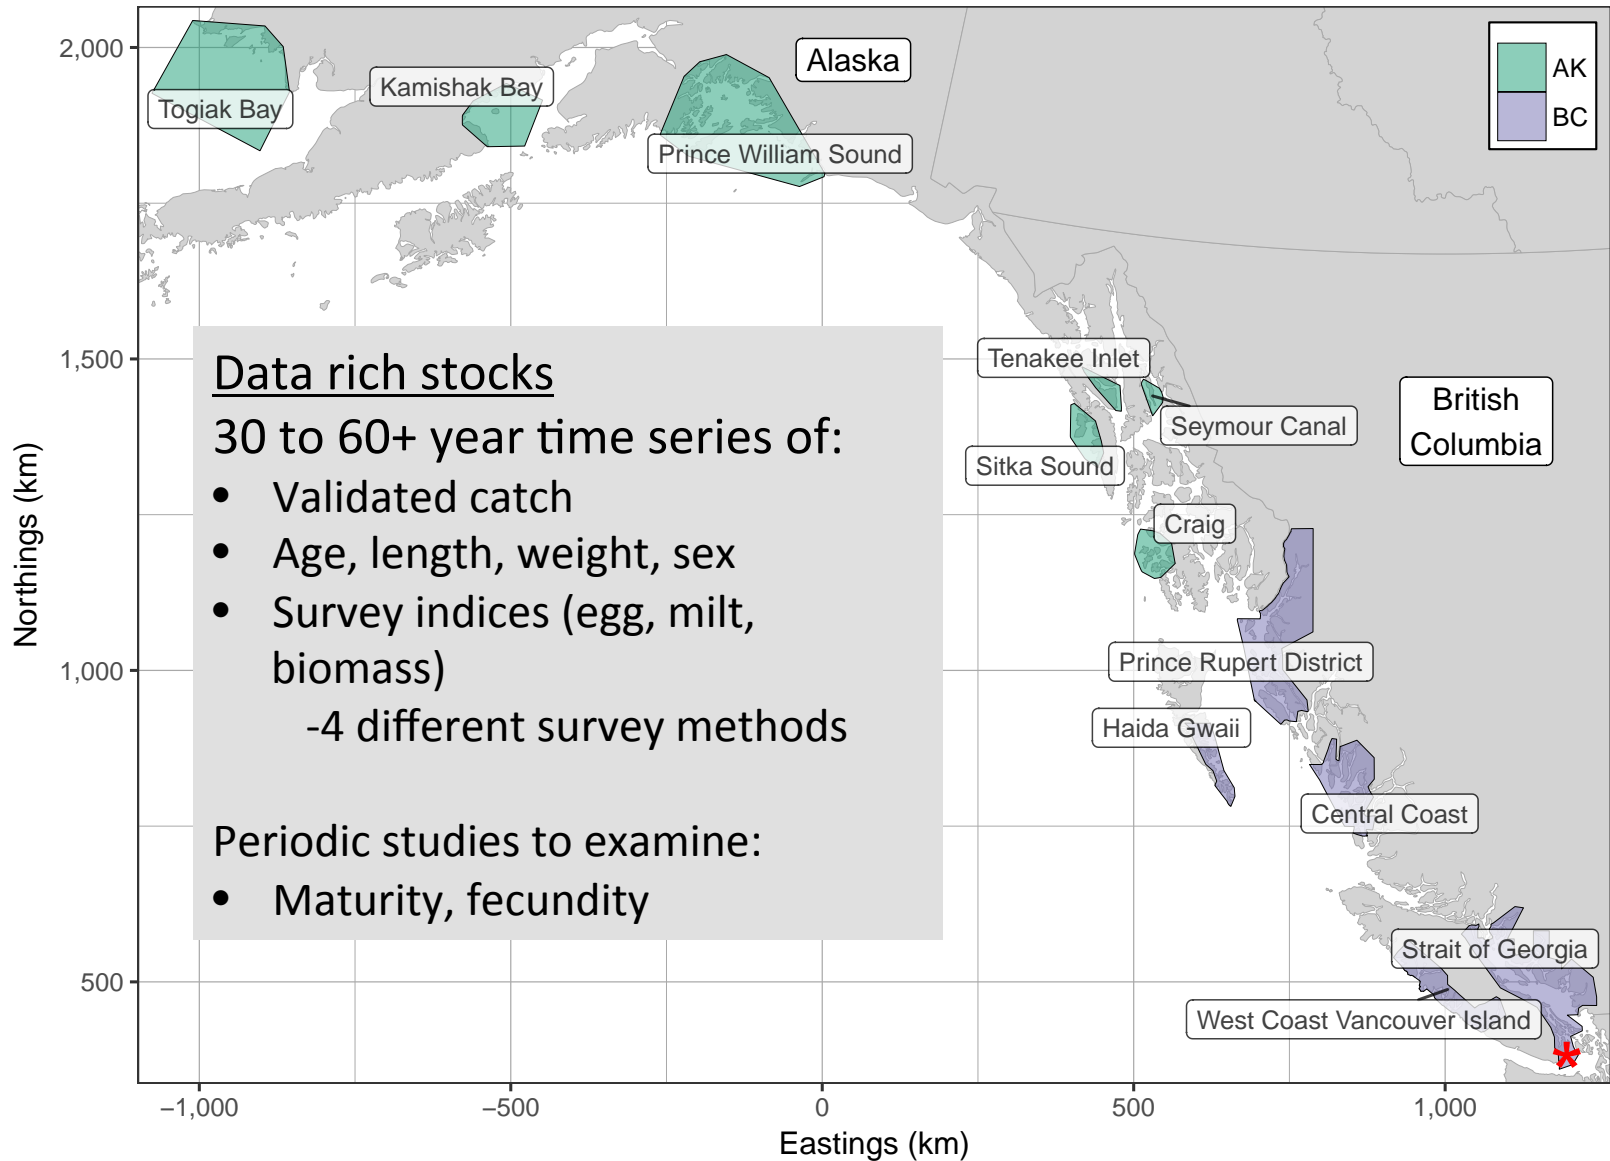 2,000
1,500
1,000
500
Northings (km)
Togiak Bay
Kamishak Bay
Prince William Sound
Alaska
AK
BC
Tenakee Inlet
Seymour Canal
Sitka Sound
Craig
British
Columbia
Prince Rupert District
Haida Gwaii
Central Coast
Strait of Georgia
West Coast Vancouver Island
*
Data rich stocks
30 to 60+ year time series of:
• Validated catch
• Age, length, weight, sex
• Survey indices (egg, milt,
biomass)
-4 different survey methods
Periodic studies to examine:
• Maturity, fecundity
−1,000
−500
0
500
1,000
Eastings (km)